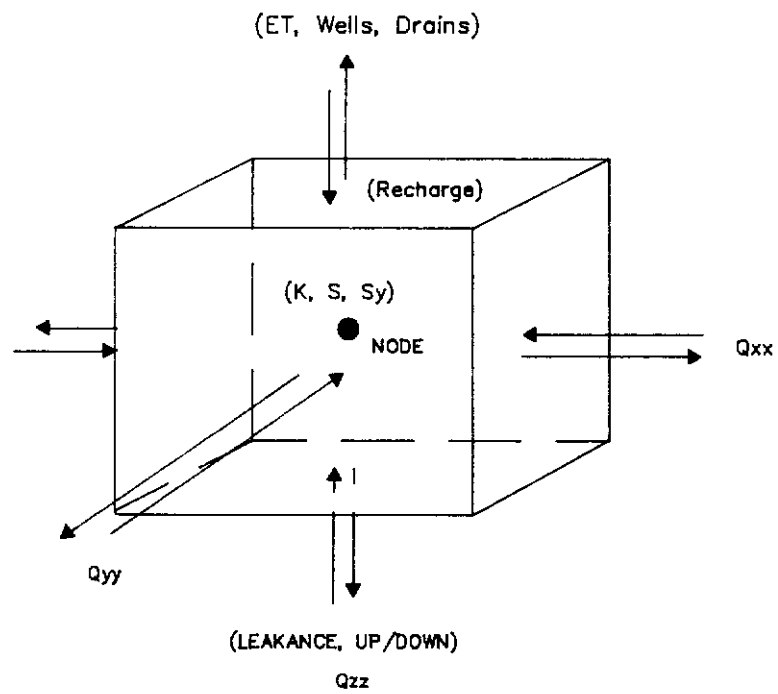 (ET, Wells, Drains)
(Recharge)
(K, S, Sy)
NODE
Qxx
Qyy
(LEAKANCE, UP/DOWN)
Qzz